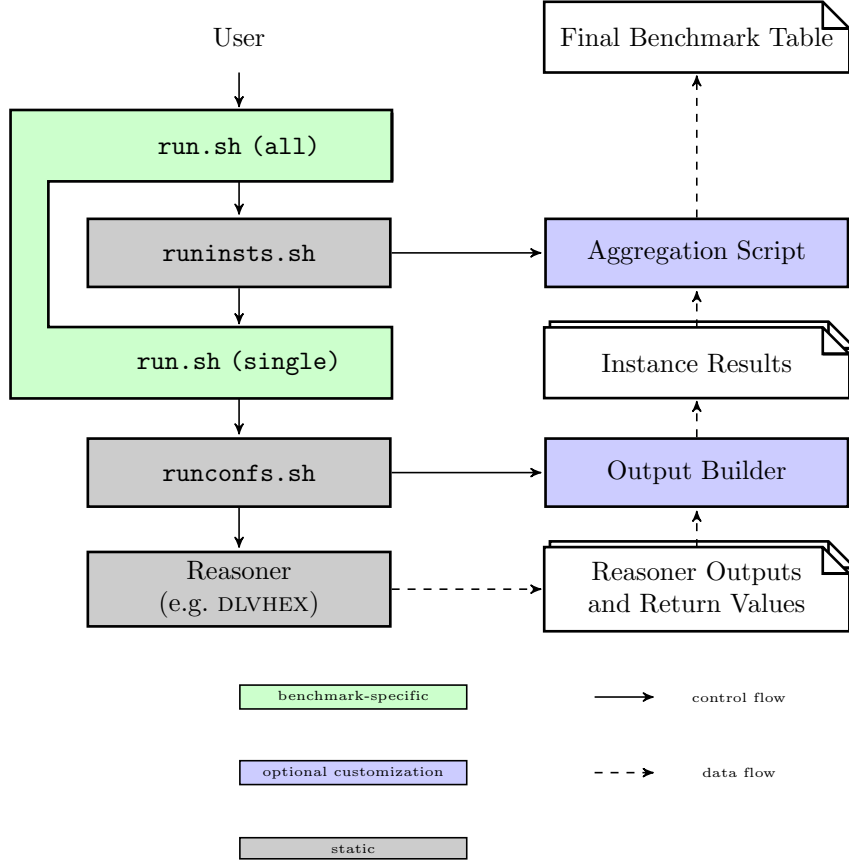 User
Final Benchmark Table
run.sh (all)
runinsts.sh
Aggregation Script
run.sh (single)
Instance Results
runconfs.sh
Output Builder
Reasoner
(e.g. DLVHEX)
Reasoner Outputs
and Return Values
benchmark-specific
control flow
optional customization
data flow
static